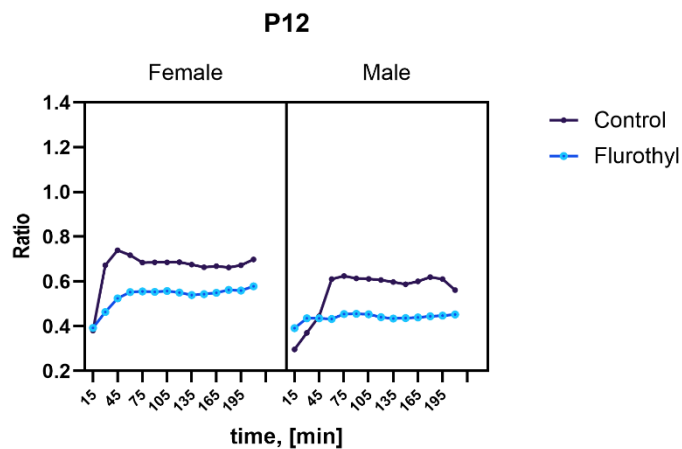 P12
Female Male
1.4
1.2
1.0
0.8
0.6
0.4
0.2
Ratio
15 45 75 105 135 165 195 15 45 75 105 135 165 195
time, [min]
Control
Flurothyl